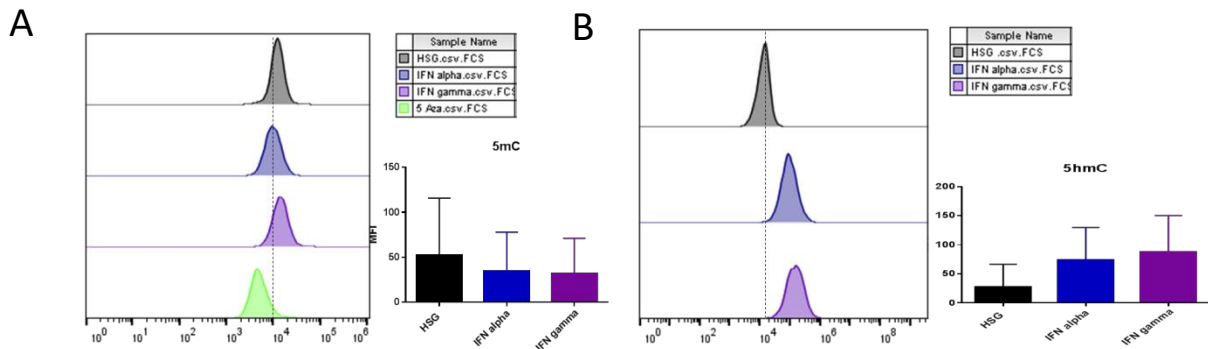 A
Sample Name
HSG.csv.FCS
IFN alpha.csv.FCS
IFN gamma.csv.FCS
5 Aza.csv.FCS
10⁰ 10¹ 10² 10³ 10⁴ 10⁵ 10⁶
5mC
MFI
150
100
50
0
HSG
IFN alpha
IFN gamma
B
Sample Name
HSG .csv.FCS
IFN alpha.csv.FCS
IFN gamma.csv.FCS
10⁰ 10² 10⁴ 10⁶ 10⁸
5hmC
200
150
100
50
0
HSG
IFN alpha
IFN gamma